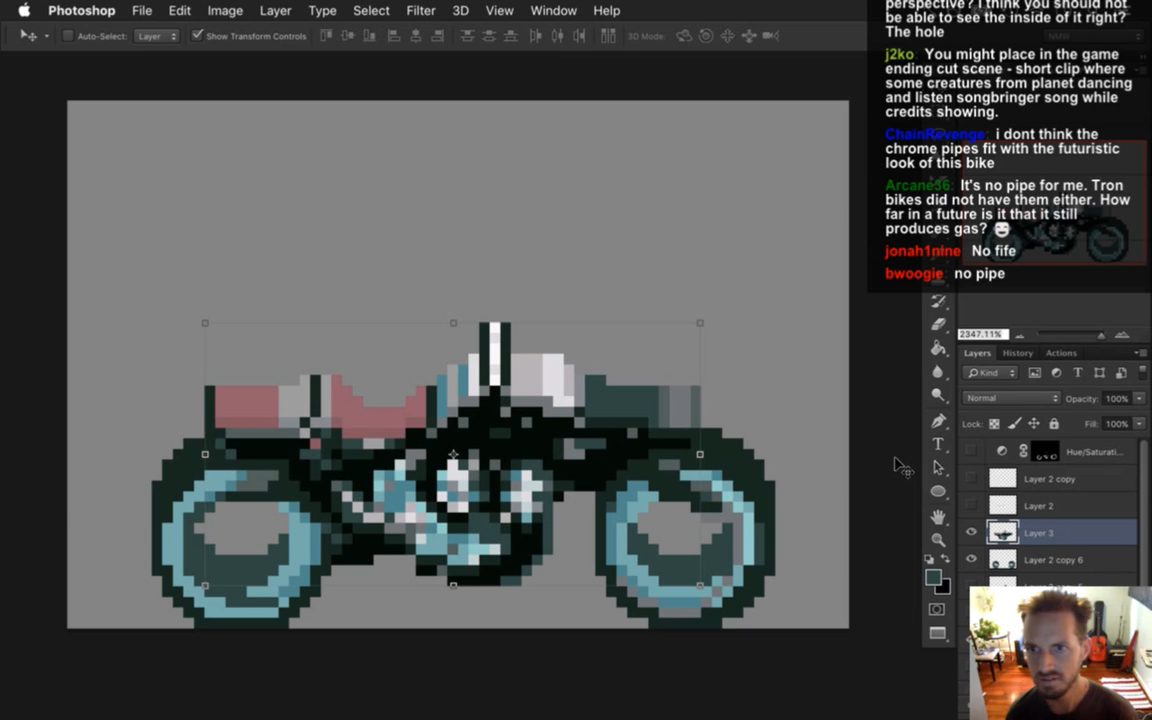 Photoshop File Edit Image Layer Type Select Filter 3D View Window Help
Auto-Select: Layer Show Transform Controls 3D Mode:
perspective? I think you should not
be able to see the inside of it right?
The hole
j2ko You might place in the game
ending cut scene - short clip where
some creatures from planet dancing
and listen songbringer song while
credits showing.
ChainRevenge: i dont think the
chrome pipes fit with the futuristic
look of this bike
Arcane36: It's no pipe for me. Tron
bikes did not have them either. How
far in a future is it that it still
produces gas?
jonah1nine No fife
bwoogie no pipe
2347.11%
Layers History Actions
Kind
Normal Opacity: 100%
Lock: Fill: 100%
Hue/Saturati...
Layer 2 copy
Layer 2
Layer 3
Layer 2 copy 6